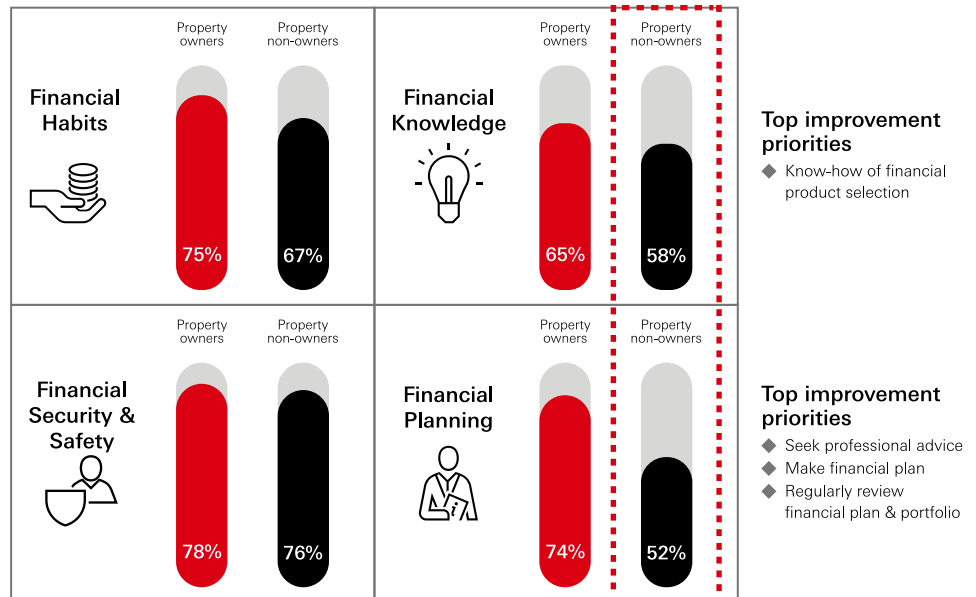 Property
owners
Property
non-owners
Financial
Habits
75%
67%
Property
owners
Property
non-owners
Financial
Knowledge
65%
58%
Top improvement
priorities
Know-how of financial
product selection
Property
owners
Property
non-owners
Financial
Security &
Safety
78%
76%
Property
owners
Property
non-owners
Financial
Planning
i
74%
52%
Top improvement
priorities
Seek professional advice
Make financial plan
Regularly review
financial plan & portfolio